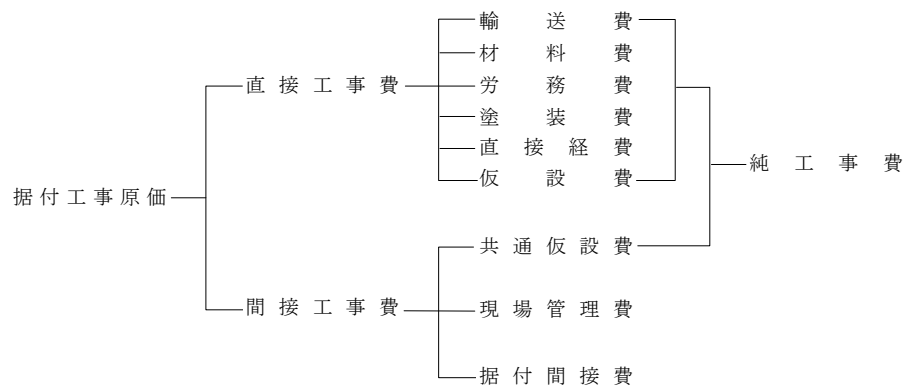 輸送費
材料費
直接工事費
労務費
塗装費
直接経費
純工事費
仮設費
据付工事原価
共通仮設費
間接工事費
現場管理費
据付間接費